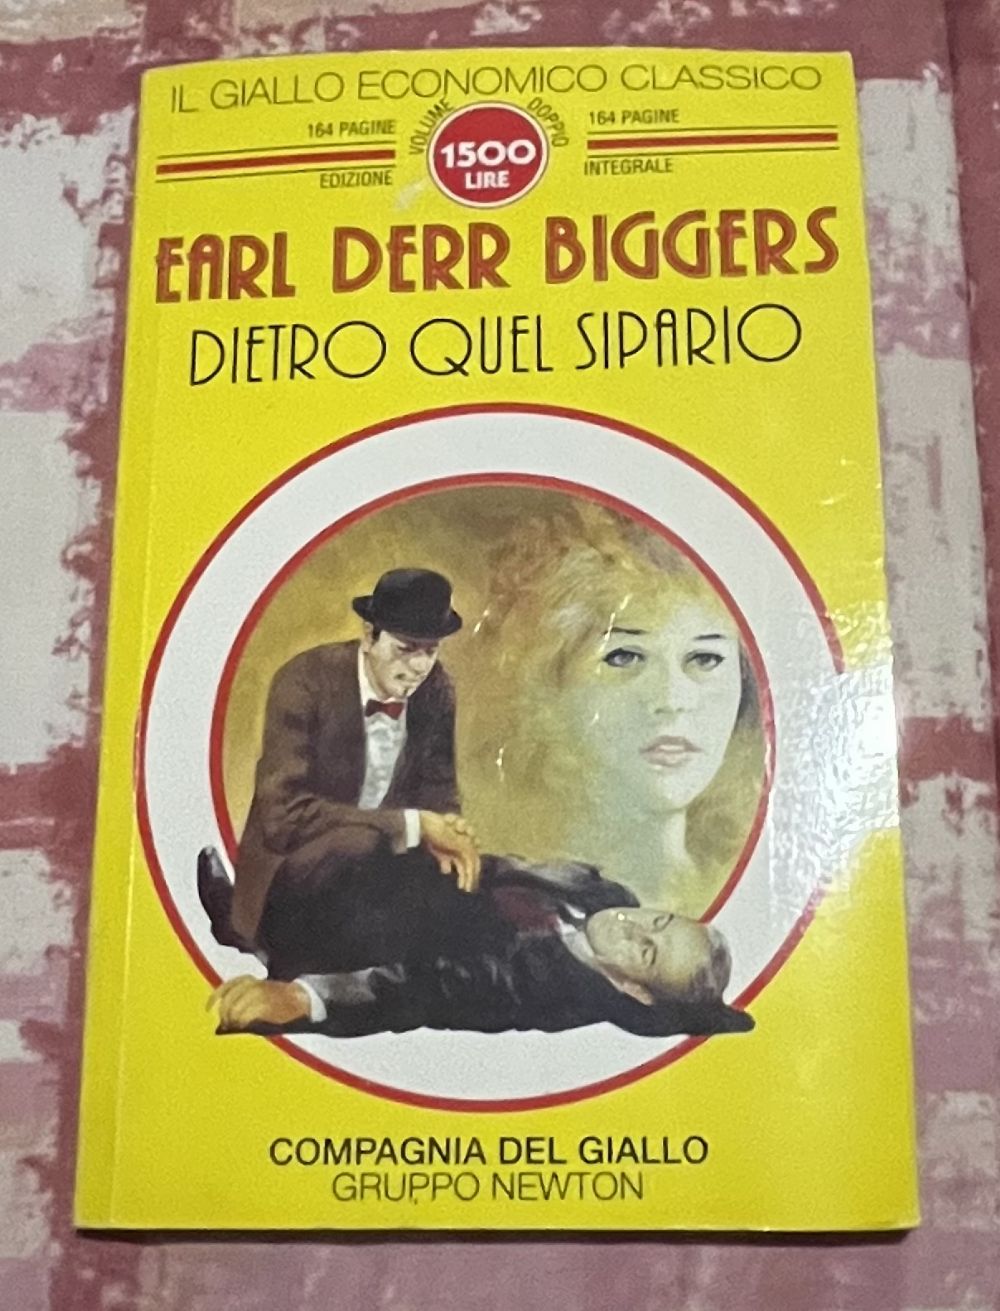 IL GIALLO ECONOMICO CLASSICO
VOLUME DOPPIO
164 PAGINE
164 PAGINE
1500
LIRE
EDIZIONE
INTEGRALE
EARL DERR BIGGERS
DIETRO QUEL SIPARIO
COMPAGNIA DEL GIALLO
GRUPPO NEWTON